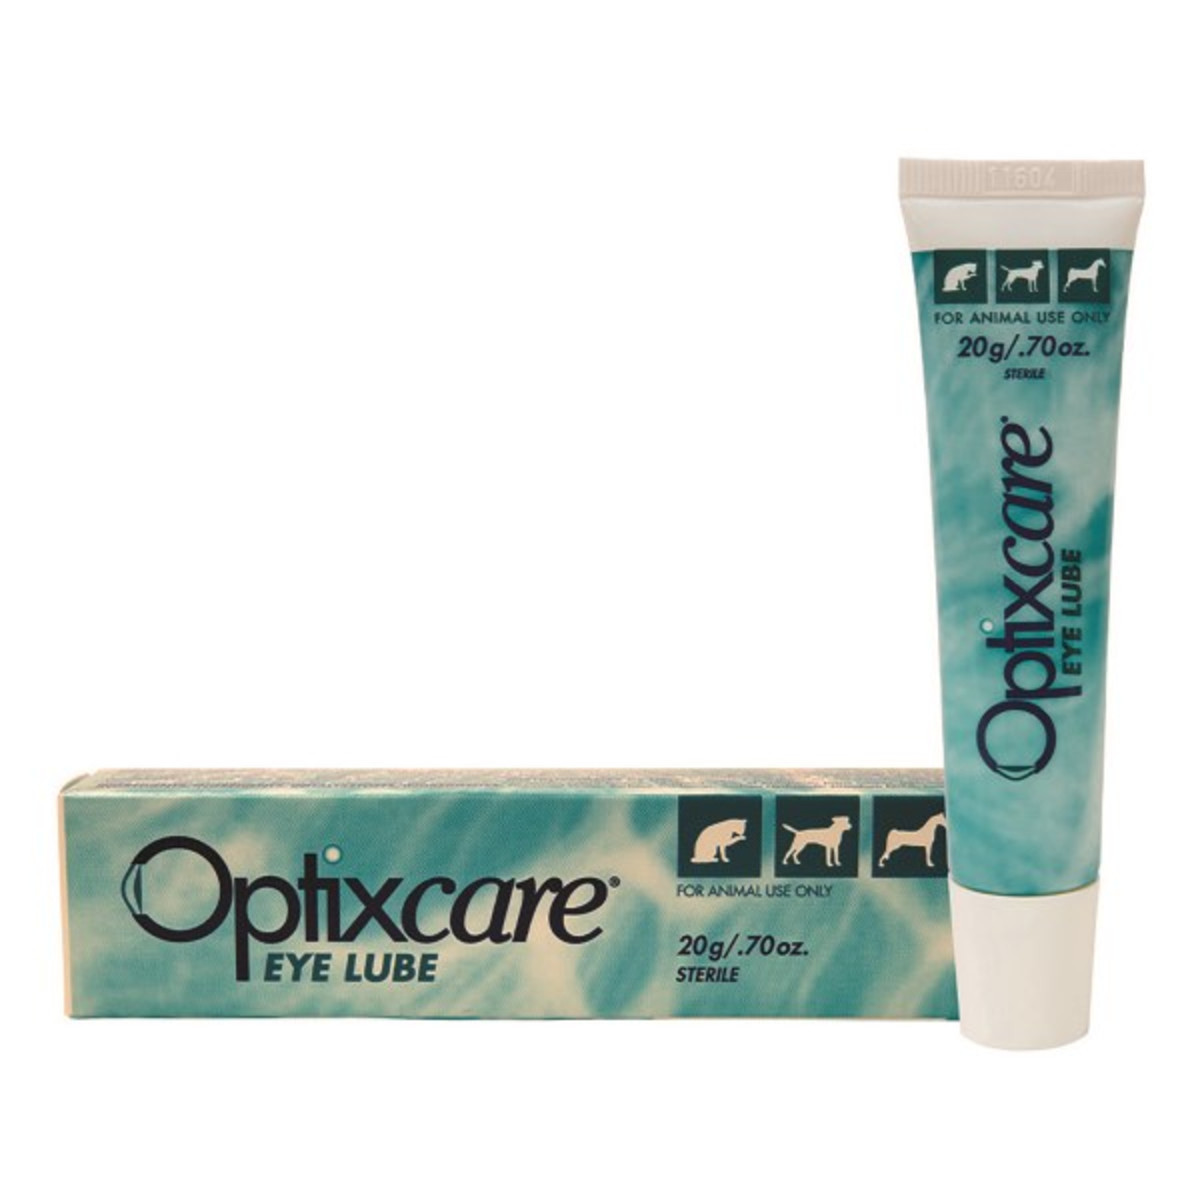 11604
FOR ANIMAL USE ONLY
20g/.70oz.
STERILE
Optixcare®
EYE LUBE
Optixcare®
EYE LUBE
FOR ANIMAL USE ONLY
20g/.70oz.
STERILE